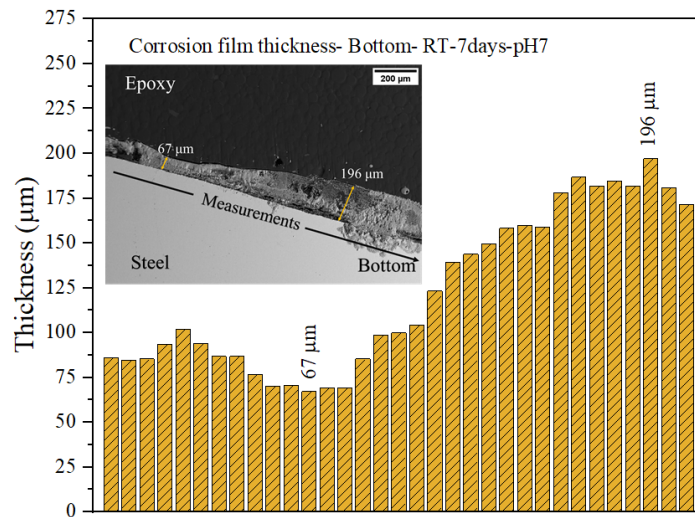 Corrosion film thickness- Bottom- RT-7days-pH7
Epoxy
200 μm
67 μm
196 μm
Measurements
Steel
Bottom
67 μm
196 μm
Thickness (μm)
275
250
225
200
175
150
125
100
75
50
25
0